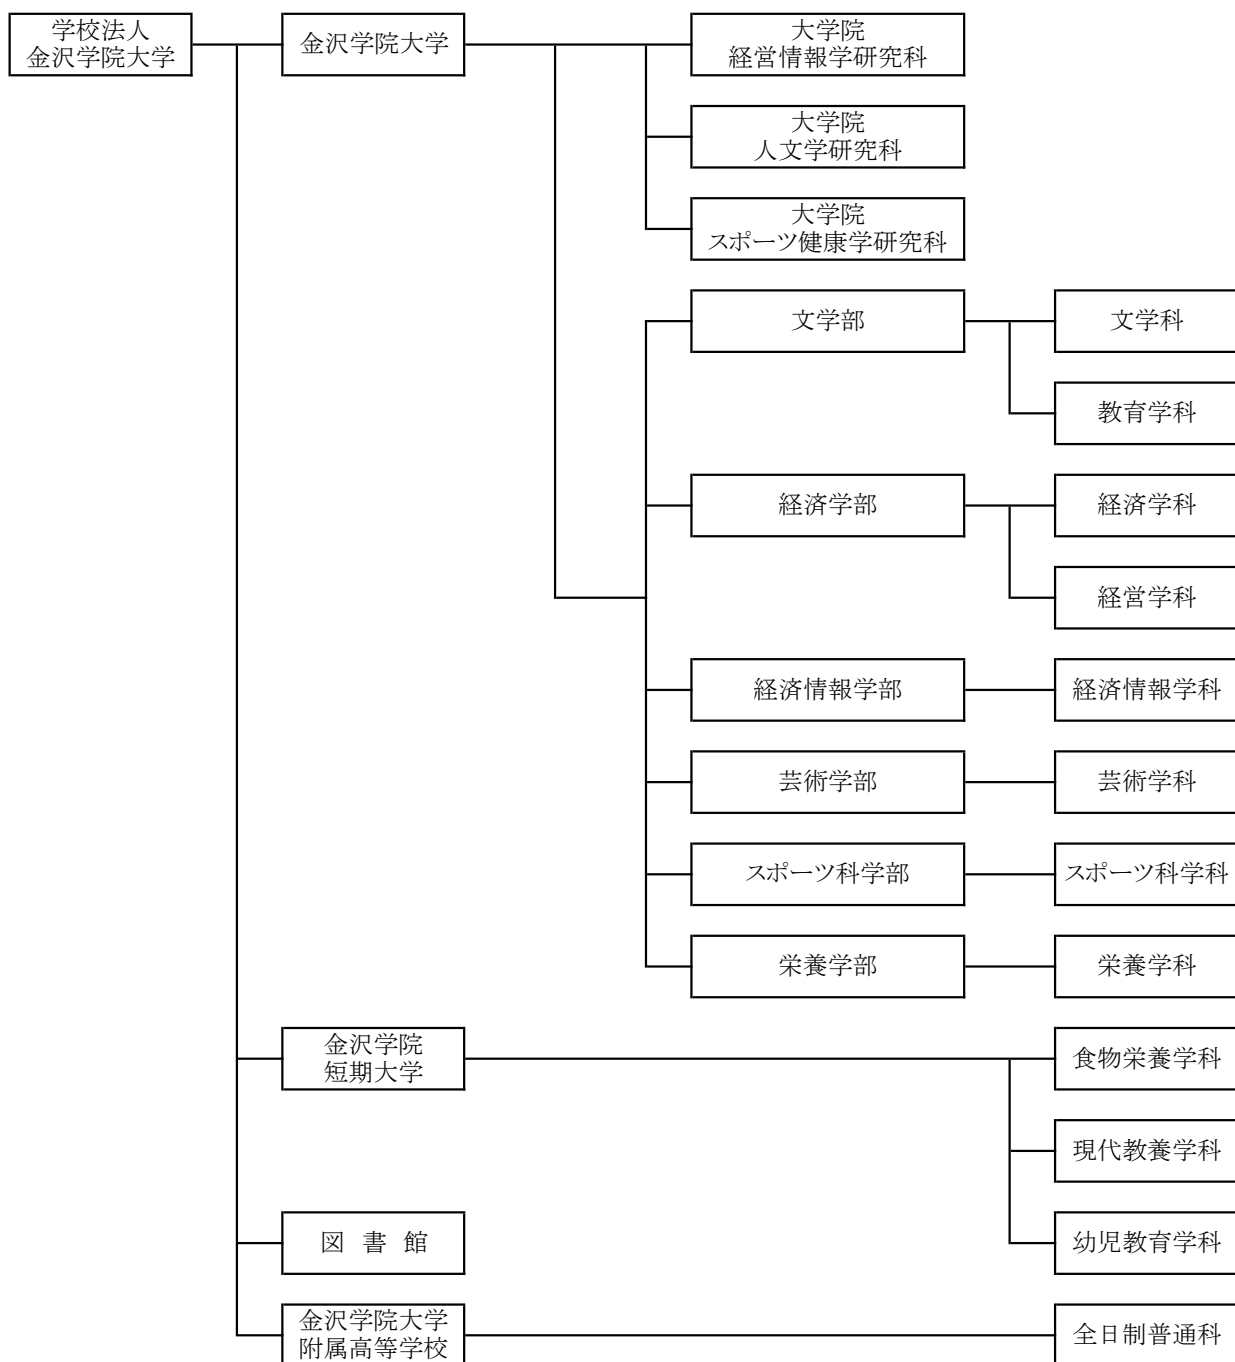 学校法人
金沢学院大学
金沢学院大学
大学院
経営情報学研究科
大学院
人文学研究科
大学院
スポーツ健康学研究科
文学部
文学科
教育学科
経済学部
経済学科
経営学科
経済情報学部
経済情報学科
芸術学部
芸術学科
スポーツ科学部
スポーツ科学科
栄養学部
栄養学科
金沢学院
短期大学
食物栄養学科
現代教養学科
図 書 館
幼児教育学科
金沢学院大学
附属高等学校
全日制普通科